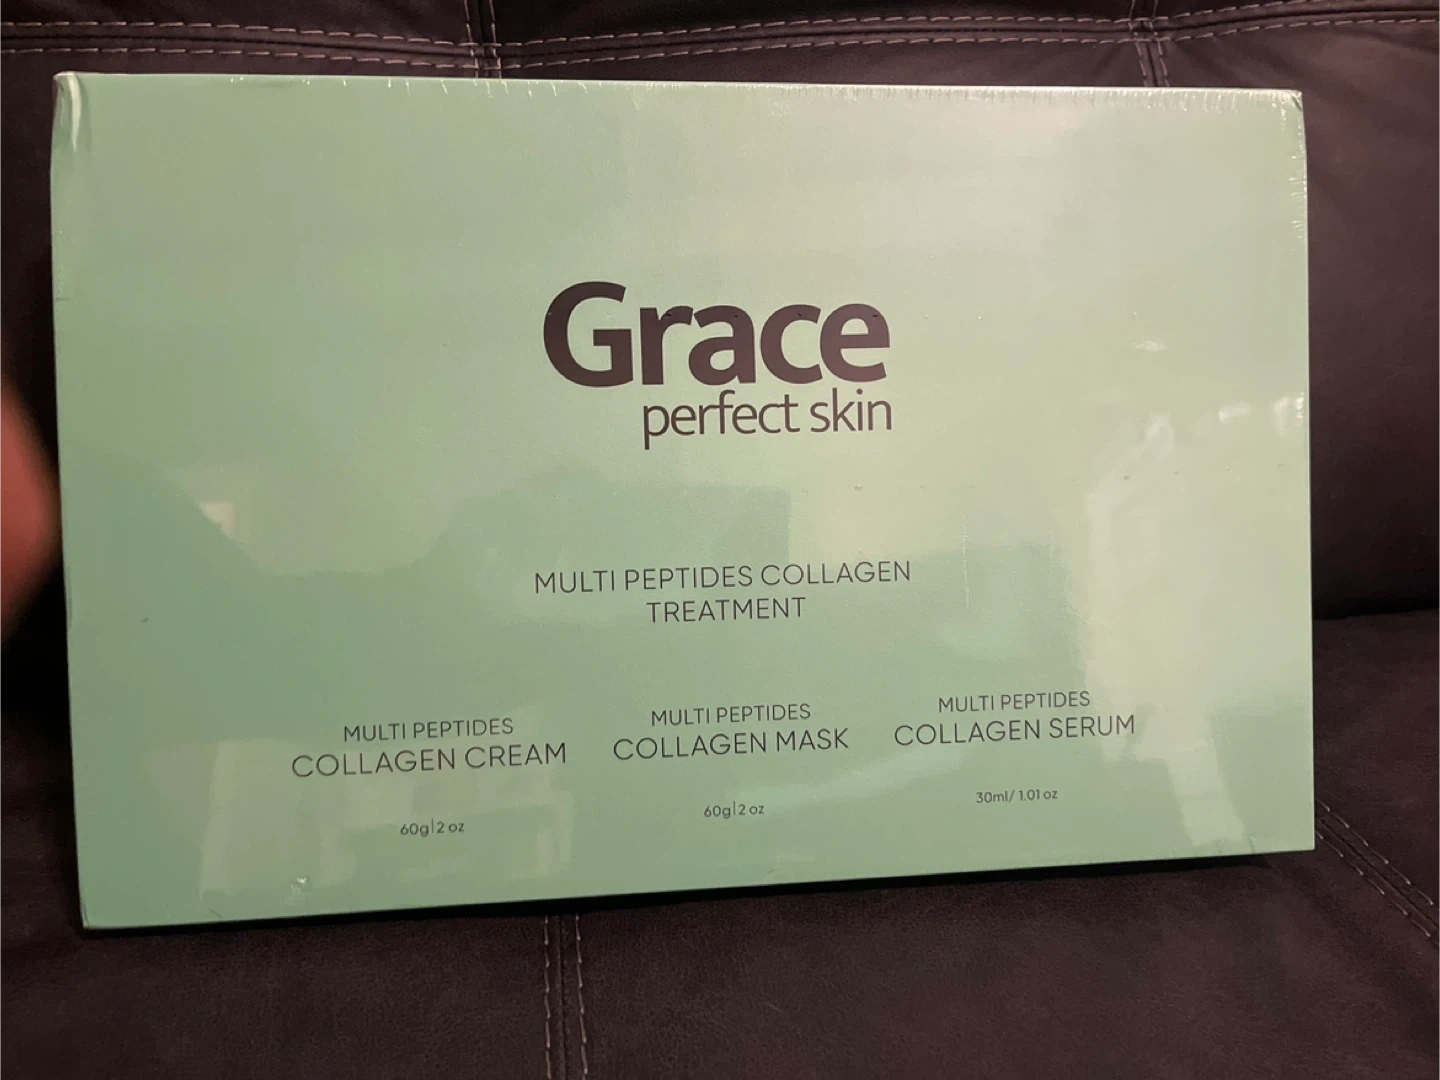 Grace
perfect skin
MULTI PEPTIDES COLLAGEN
TREATMENT
MULTI PEPTIDES
COLLAGEN CREAM
60g|2 oz
MULTI PEPTIDES
COLLAGEN MASK
60g|2 oz
MULTI PEPTIDES
COLLAGEN SERUM
30ml/ 1.01 oz